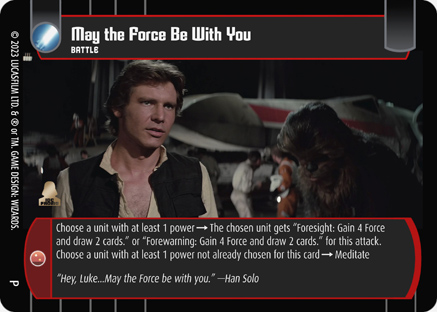 May the Force Be With You
BATTLE
© 2023 LUCASFILM LTD. & ® or TM. GAME DESIGN: WIZARDS.
Choose a unit with at least 1 power → The chosen unit gets "Foresight: Gain 4 Force
and draw 2 cards." or "Forewarning: Gain 4 Force and draw 2 cards." for this attack.
Choose a unit with at least 1 power not already chosen for this card → Meditate
"Hey, Luke...May the Force be with you." —Han Solo
P